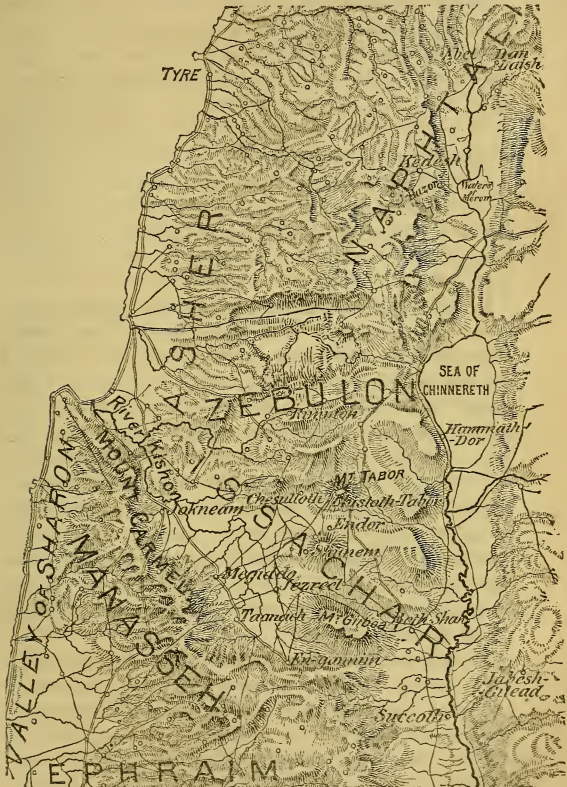 Abel
Dan
Laish
TYRE
NAPHTALI
Kedesh
Waters
Merom
ASHER
SEA OF
CHINNERETH
ZEBULON
Rimmon
Hammath
-Dor
River Kishon
MOUNT CARMEL
MT. TABOR
Chesulloth
Chisloth-Tabor
Jokneam
Endor
ISSACHAR
Shunem
VALLEY OF SHARON
MANASSEH
Megiddo
Jezreel
Taanach
Mt Gilboa
Beth Shan
En-gannim
Jabesh-
Gilead
Succoth
EPHRAIM